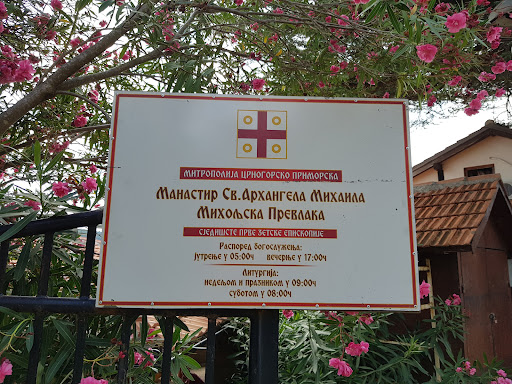 МИТРОПОЛИЈА ЦРНОГОРСКО ПРИМОРСКА
МАНАСТИР СВ.АРХАНГЕЛА МИХАИЛА
МИХОЉСКА ПРЕВЛАКА
СЈЕДИШТЕ ПРВЕ ЗЕТСКЕ ЕПИСКОПИЈЕ
РАСПОРЕД БОГОСЛУЖЕЊА:
ЈУТРЕЊЕ У 05:00Ч ВЕЧЕРЊЕ У 17:00Ч
ЛИТУРГИЈА:
НЕДЕЉОМ И ПРАЗНИКОМ У 09:00Ч
СУБОТОМ У 08:00Ч